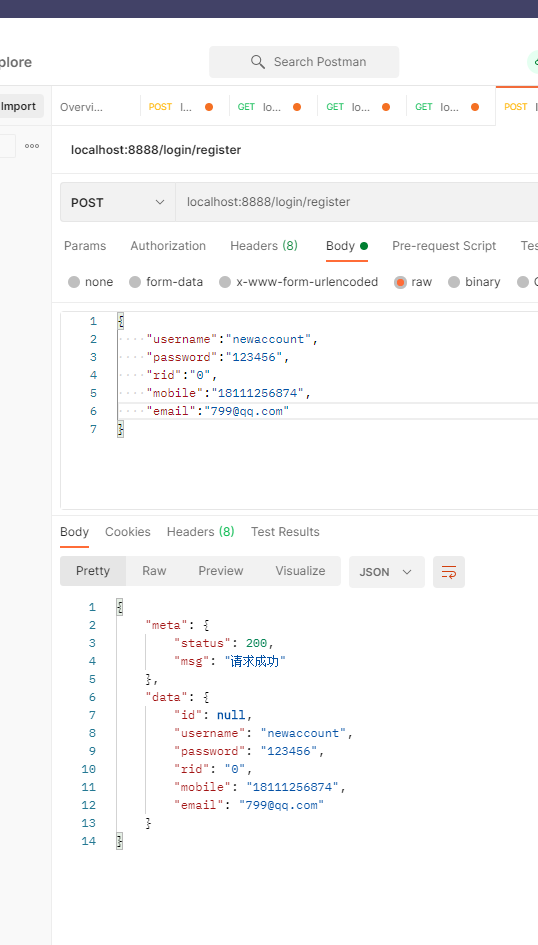 plore
Search Postman
Import
Overvi...
POST l...
GET lo...
GET lo...
GET lo...
POST
localhost:8888/login/register
POST
localhost:8888/login/register
Params Authorization Headers (8) Body Pre-request Script Tes
none form-data x-www-form-urlencoded raw binary
1 {
2 "username":"newaccount",
3 "password":"123456",
4 "rid":"0",
5 "mobile":"18111256874",
6 "email":"799@qq.com"
7 }
Body Cookies Headers (8) Test Results
Pretty Raw Preview Visualize JSON
1 {
2 "meta": {
3 "status": 200,
4 "msg": "请求成功"
5 },
6 "data": {
7 "id": null,
8 "username": "newaccount",
9 "password": "123456",
10 "rid": "0",
11 "mobile": "18111256874",
12 "email": "799@qq.com"
13 }
14 }